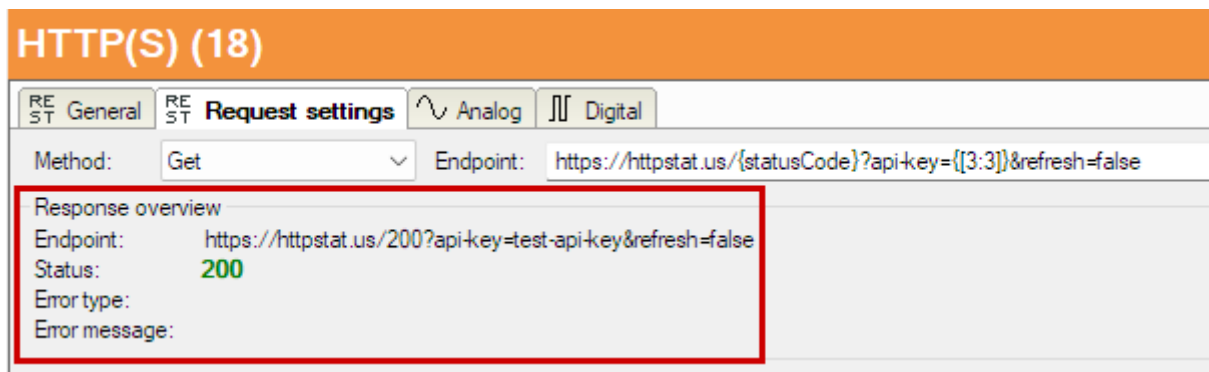 HTTP(S) (18)
REST General REST Request settings Analog Digital
Method: Get Endpoint: https://httpstat.us/{statusCode}?api-key={[3:3]}&refresh=false
Response overview
Endpoint: https://httpstat.us/200?api-key=test-api-key&refresh=false
Status: 200
Error type:
Error message: